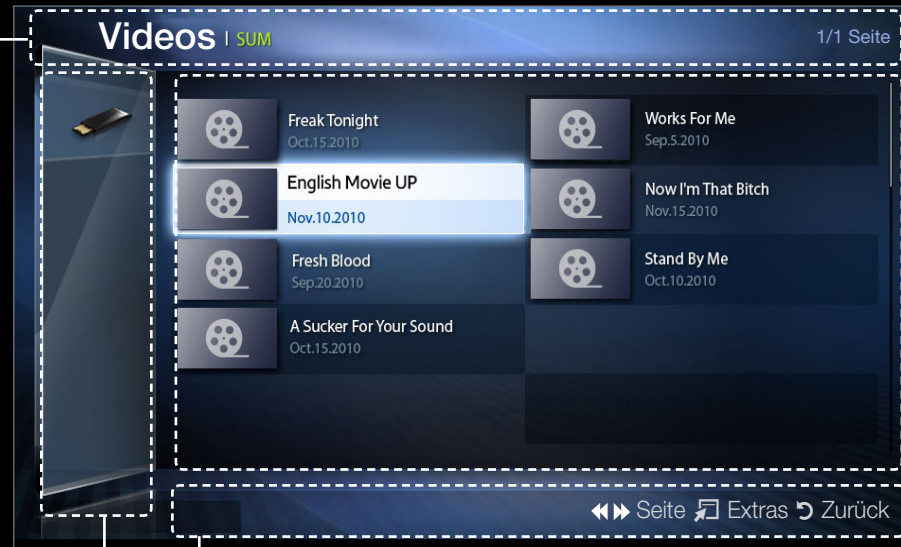 Videos | SUM
1/1 Seite
Freak Tonight
Oct.15.2010
Works For Me
Sep.5.2010
English Movie UP
Nov.10.2010
Now I'm That Bitch
Nov.15.2010
Fresh Blood
Sep.20.2010
Stand By Me
Oct.10.2010
A Sucker For Your Sound
Oct.15.2010
Seite Extras Zurück